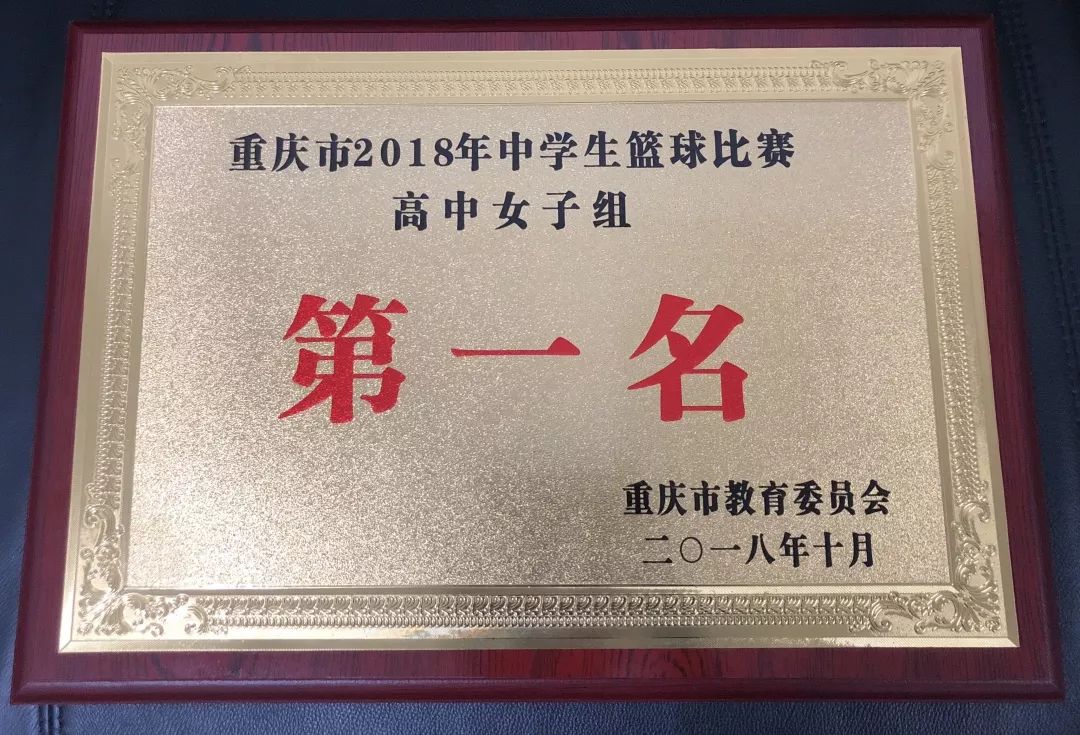 重庆市2018年中学生篮球比赛
高中女子组
第一名
重庆市教育委员会
二〇一八年十月